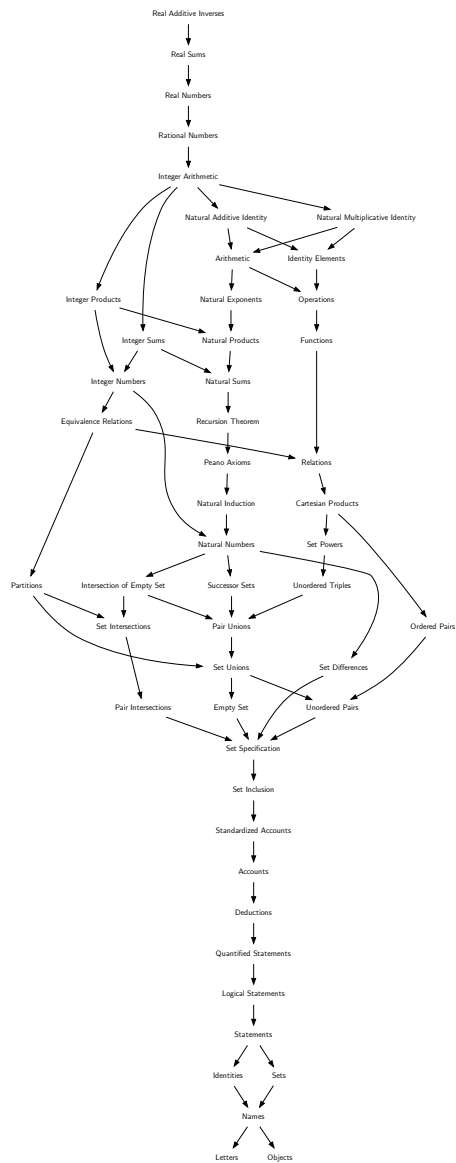 Real Additive Inverses
Real Sums
Real Numbers
Rational Numbers
Integer Arithmetic
Natural Additive Identity
Natural Multiplicative Identity
Arithmetic
Identity Elements
Integer Products
Natural Exponents
Operations
Integer Sums
Natural Products
Functions
Integer Numbers
Natural Sums
Equivalence Relations
Recursion Theorem
Peano Axioms
Relations
Natural Induction
Cartesian Products
Natural Numbers
Set Powers
Partitions
Intersection of Empty Set
Successor Sets
Unordered Triples
Set Intersections
Pair Unions
Ordered Pairs
Set Unions
Set Differences
Pair Intersections
Empty Set
Unordered Pairs
Set Specification
Set Inclusion
Standardized Accounts
Accounts
Deductions
Quantified Statements
Logical Statements
Statements
Identities
Sets
Names
Letters
Objects